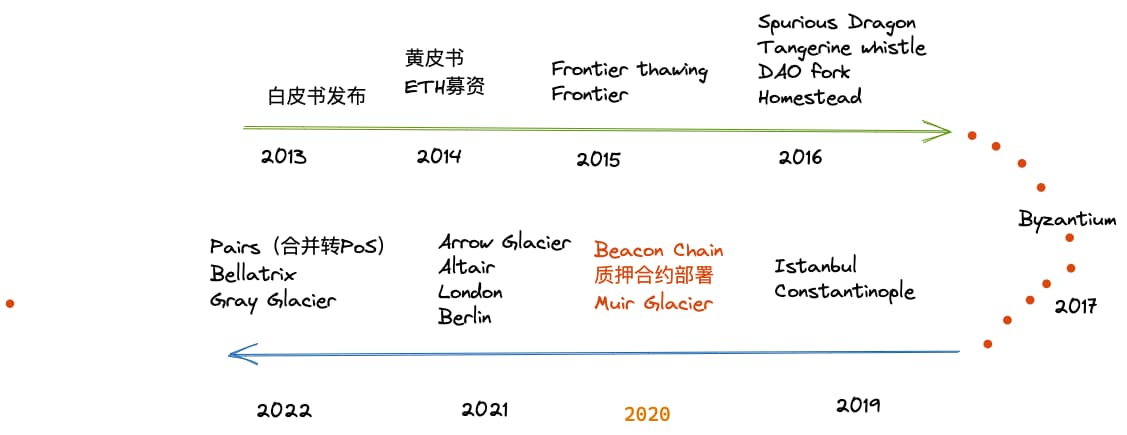 白皮书发布
2013
黄皮书
ETH募资
2014
Frontier thawing
Frontier
2015
Spurious Dragon
Tangerine whistle
DAO fork
Homestead
2016
Byzantium
2017
Istanbul
Constantinople
2019
Beacon Chain
质押合约部署
Muir Glacier
2020
Arrow Glacier
Altair
London
Berlin
2021
Pairs（合并转PoS）
Bellatrix
Gray Glacier
2022